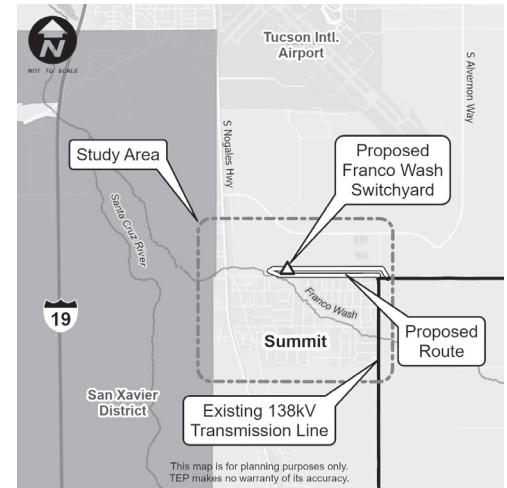 N
NOT TO SCALE
Tucson Intl.
Airport
S Alvernon Way
S Nogales Hwy
Study Area
Proposed
Franco Wash
Switchyard
Santa Cruz River
Franco Wash
19
Summit
Proposed
Route
San Xavier
District
Existing 138kV
Transmission Line
This map is for planning purposes only.
TEP makes no warranty of its accuracy.